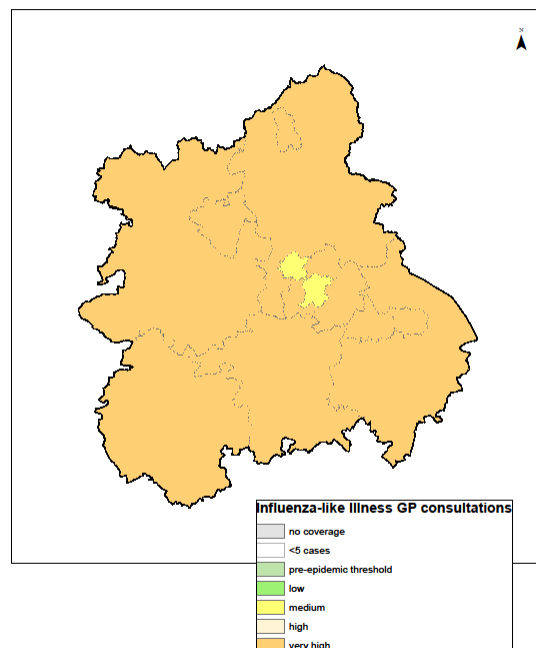 N
Influenza-like Illness GP consultations
no coverage
<5 cases
pre-epidemic threshold
low
medium
high
very high